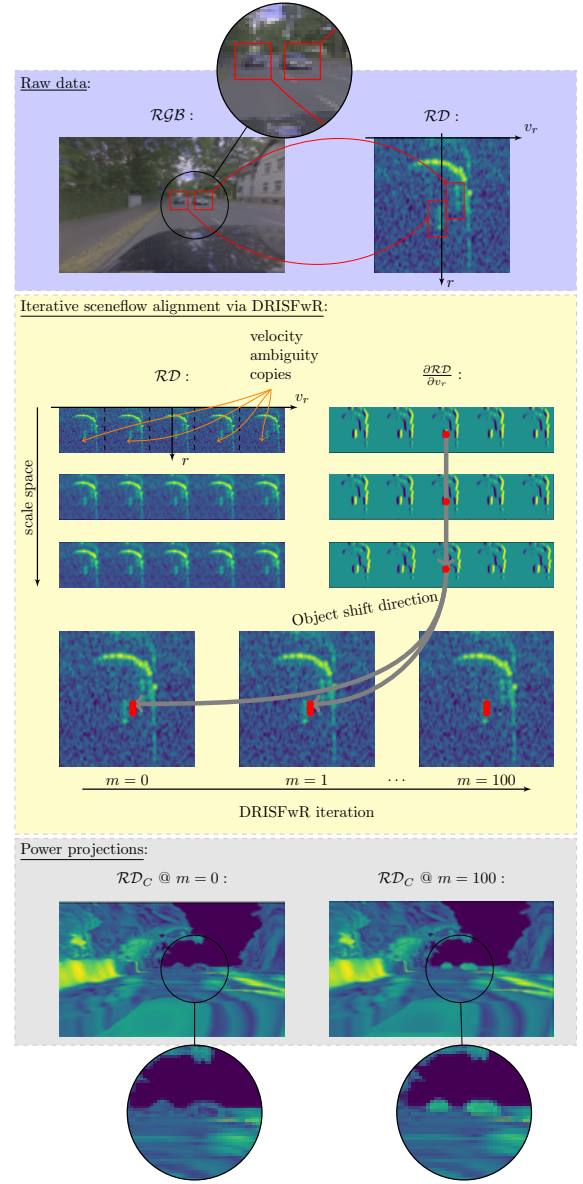 Raw data:
RGB :
RD :
v_r
r
Iterative sceneflow alignment via DRISFwR:
velocity
ambiguity
copies
RD :
∂RD/∂v_r :
v_r
r
scale space
Object shift direction
m = 0
m = 1
···
m = 100
DRISFwR iteration
Power projections:
RD_C @ m = 0 :
RD_C @ m = 100 :